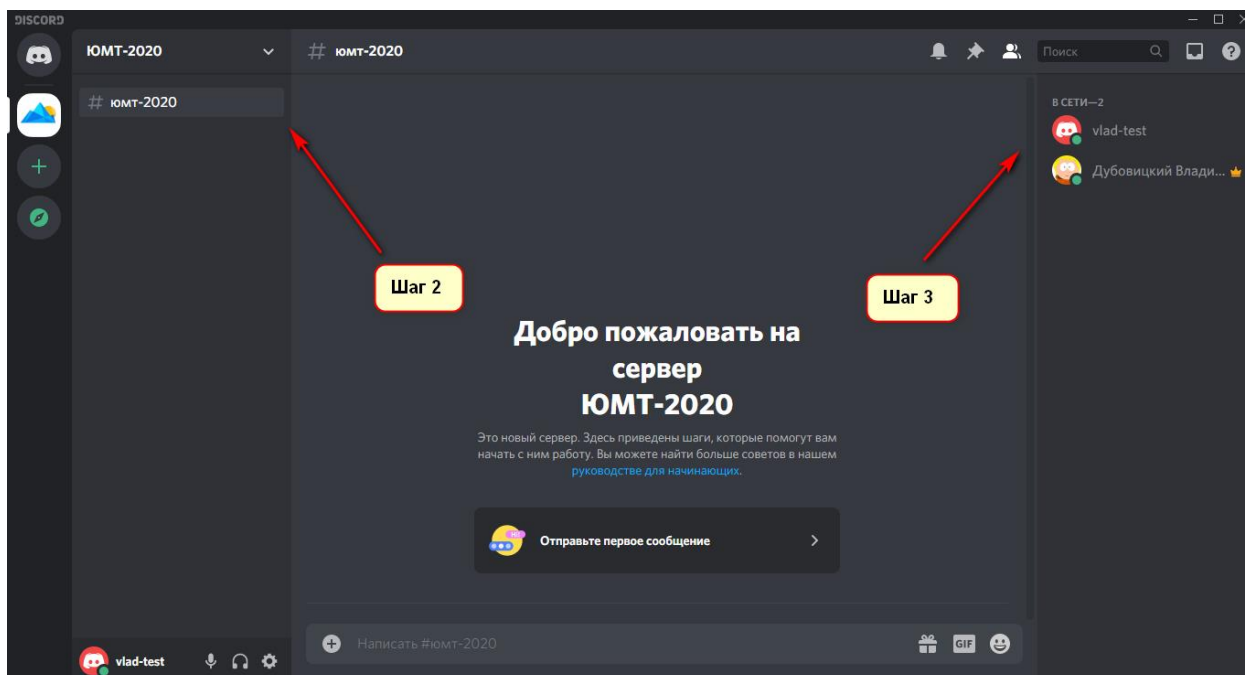 DISCORD
ЮМТ-2020
# юмт-2020
Поиск
# юмт-2020
В СЕТИ—2
vlad-test
Дубовицкий Влади...
Шаг 2
Шаг 3
Добро пожаловать на
сервер
ЮМТ-2020
Это новый сервер. Здесь приведены шаги, которые помогут вам
начать с ним работу. Вы можете найти больше советов в нашем
руководстве для начинающих.
Отправьте первое сообщение
Написать #юмт-2020
GIF
vlad-test